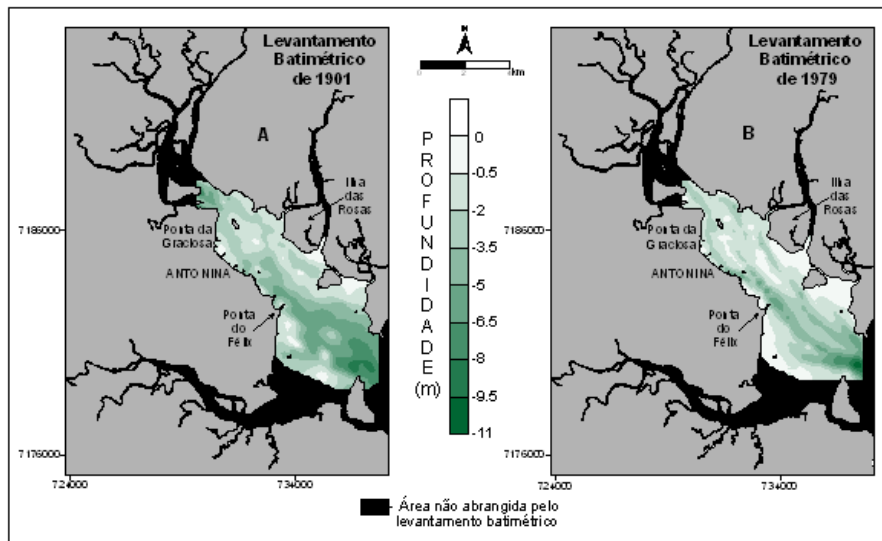 Levantamento
Batimétrico
de 1901
A
Ilha
das
Rosas
Ponta da
Graciosa
ANTONINA
Ponta
do
Félix
7186000
7176000
724000
734000
N
0
2
4km
PROFUNDIDADE
(m)
0
-0.5
-2
-3.5
-5
-6.5
-8
-9.5
-11
Levantamento
Batimétrico
de 1979
B
Ilha
das
Rosas
Ponta da
Graciosa
ANTONINA
Ponta
do
Félix
7186000
7176000
724000
734000
Área não abrangida pelo
levantamento batimétrico